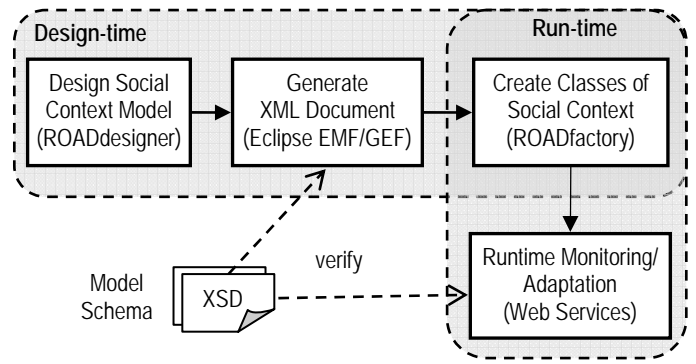 Design-time
Run-time
Design Social
Context Model
(ROADdesigner)
Generate
XML Document
(Eclipse EMF/GEF)
Create Classes of
Social Context
(ROADfactory)
Model
Schema
XSD
verify
Runtime Monitoring/
Adaptation
(Web Services)